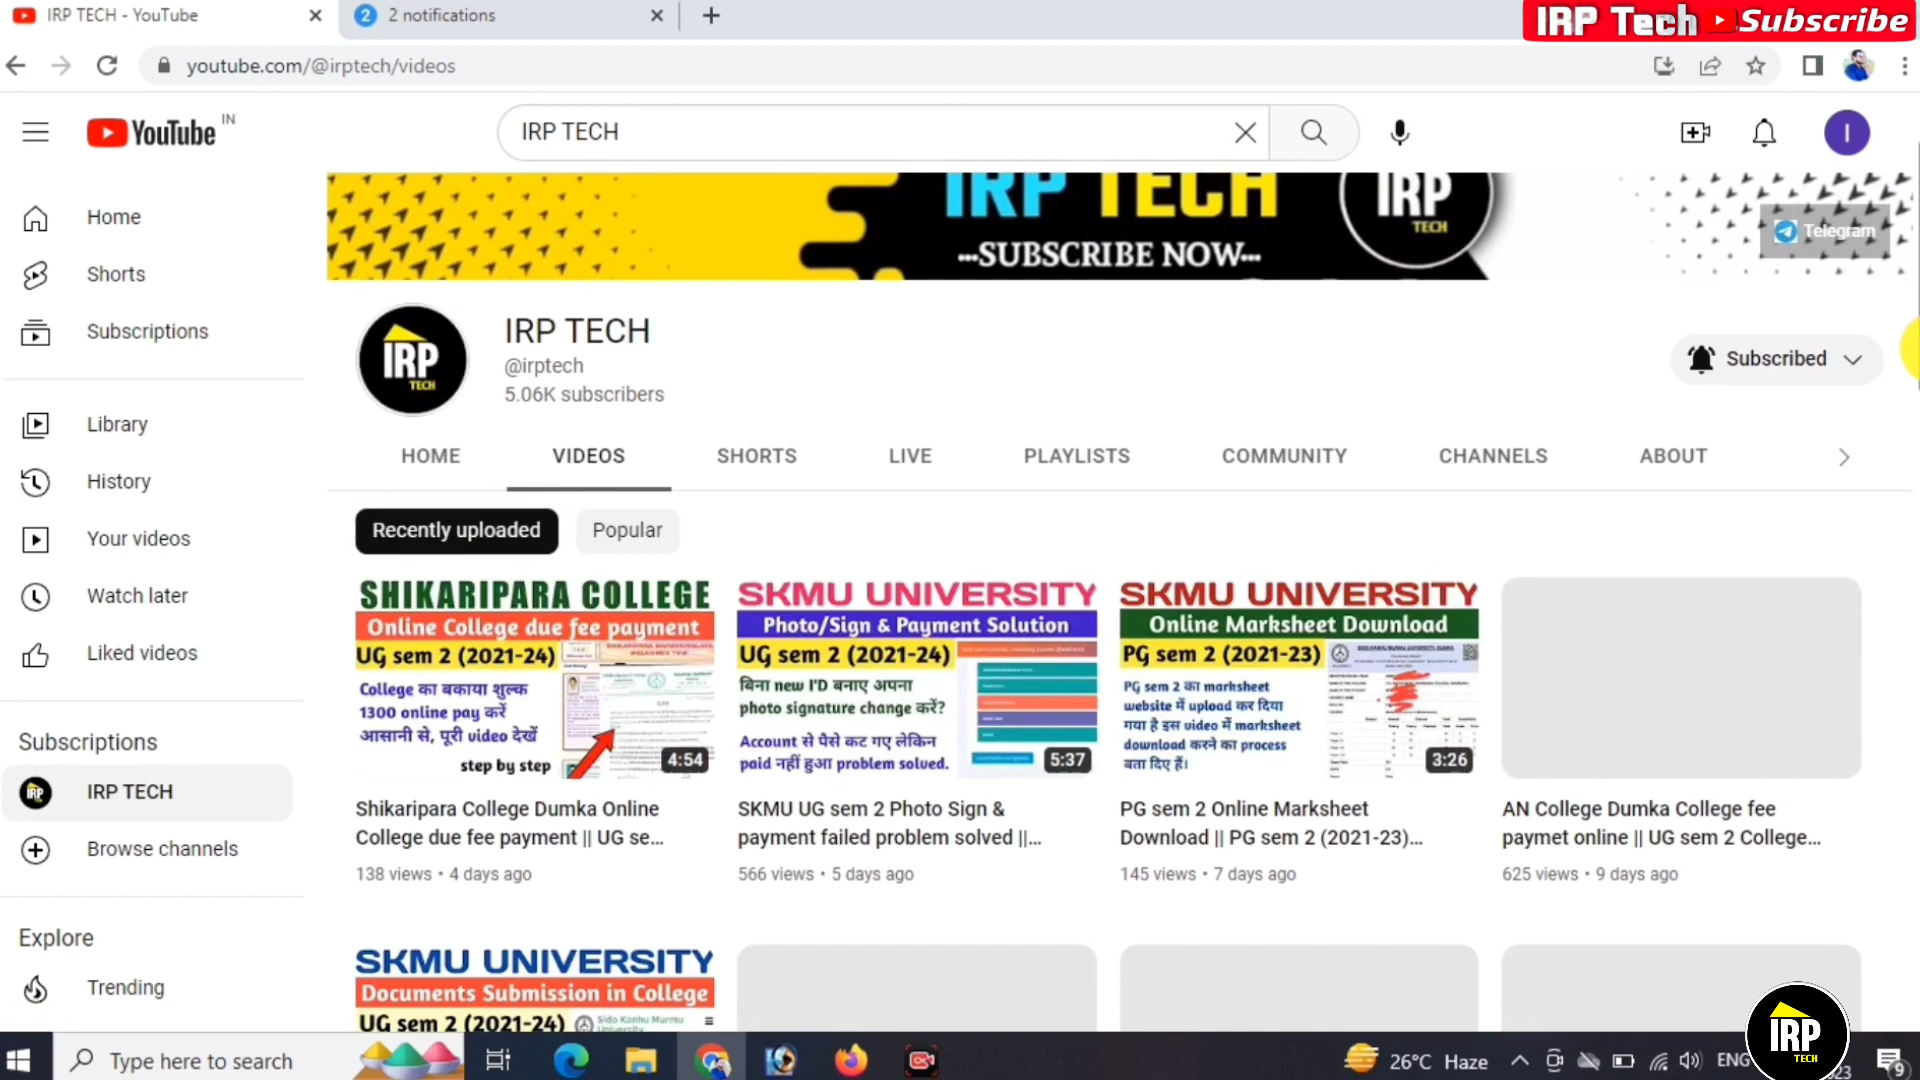 IRP TECH - YouTube
2 notifications
IRP Tech Subscribe
youtube.com/@irptech/videos
YouTube IN
IRP TECH
Home
Shorts
Subscriptions
Library
History
Your videos
Watch later
Liked videos
Subscriptions
IRP TECH
Browse channels
Explore
Trending
IRP TECH
IRP
TECH
---SUBSCRIBE NOW---
Telegram
IRP
TECH
IRP TECH
@irptech
5.06K subscribers
Subscribed
HOME VIDEOS SHORTS LIVE PLAYLISTS COMMUNITY CHANNELS ABOUT
Recently uploaded Popular
SHIKARIPARA COLLEGE
Online College due fee payment
UG sem 2 (2021-24)
College का बकाया शुल्क
1300 online pay करें
आसानी से, पूरी video देखें
step by step
4:54
Shikaripara College Dumka Online
College due fee payment || UG se...
138 views • 4 days ago
SKMU UNIVERSITY
Photo/Sign & Payment Solution
UG sem 2 (2021-24)
बिना new I'D बनाए अपना
photo signature change करें?
Account से पैसे कट गए लेकिन
paid नहीं हुआ problem solved.
5:37
SKMU UG sem 2 Photo Sign &
payment failed problem solved ||...
566 views • 5 days ago
SKMU UNIVERSITY
Online Marksheet Download
PG sem 2 (2021-23)
PG sem 2 का marksheet
website में upload कर दिया
गया है इस video में marksheet
download करने का process
बता दिए हैं।
3:26
PG sem 2 Online Marksheet
Download || PG sem 2 (2021-23)...
145 views • 7 days ago
AN College Dumka College fee
paymet online || UG sem 2 College...
625 views • 9 days ago
SKMU UNIVERSITY
Documents Submission in College
UG sem 2 (2021-24)
Sido Kanhu Murmu
University
Type here to search
26°C Haze
ENG
IRP
TECH
9